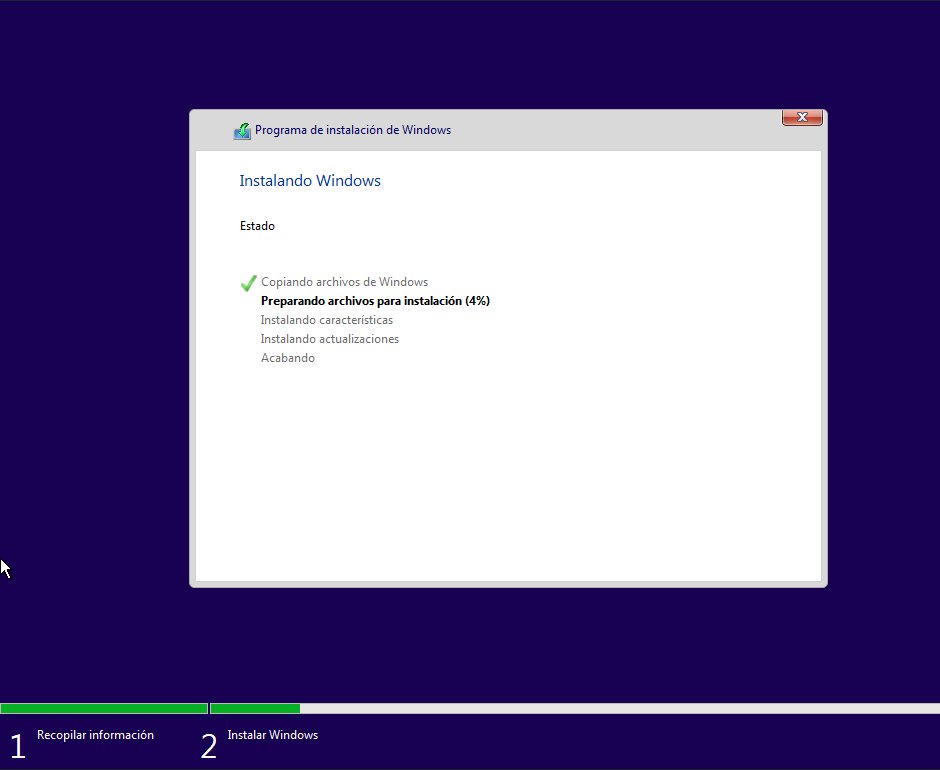 Programa de instalación de Windows
Instalando Windows
Estado
Copiando archivos de Windows
Preparando archivos para instalación (4%)
Instalando características
Instalando actualizaciones
Acabando
1 Recopilar información 2 Instalar Windows